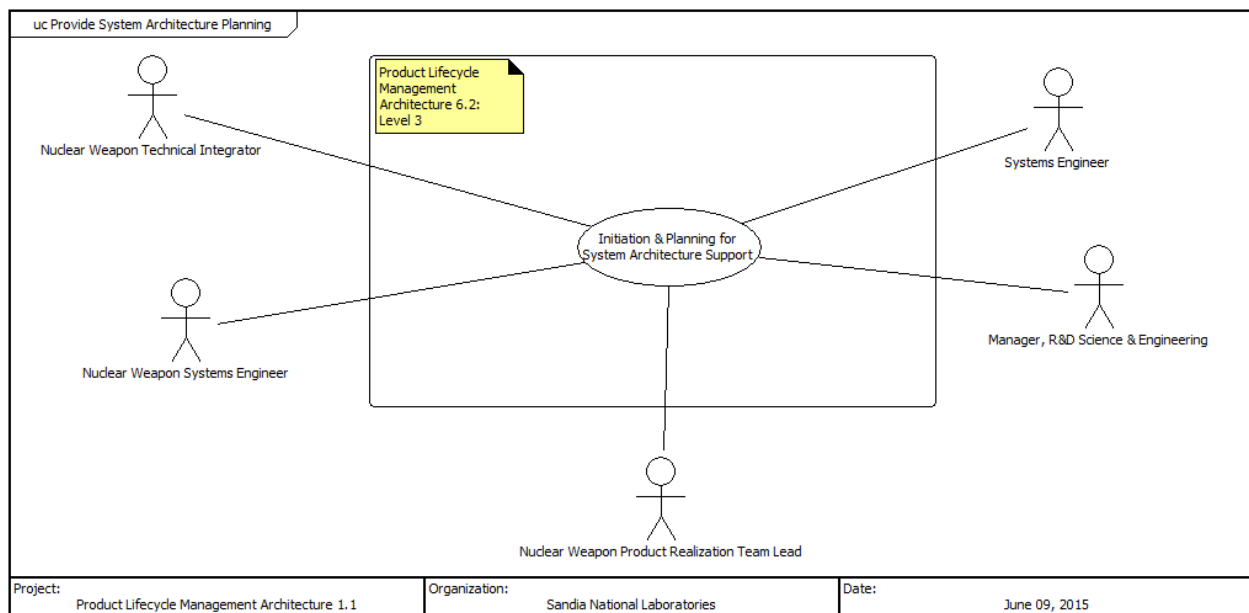 uc Provide System Architecture Planning
Product Lifecycle
Management
Architecture 6.2:
Level 3
Nuclear Weapon Technical Integrator
Systems Engineer
Initiation & Planning for
System Architecture Support
Manager, R&D Science & Engineering
Nuclear Weapon Systems Engineer
Nuclear Weapon Product Realization Team Lead
Project:
Product Lifecycle Management Architecture 1.1
Organization:
Sandia National Laboratories
Date:
June 09, 2015